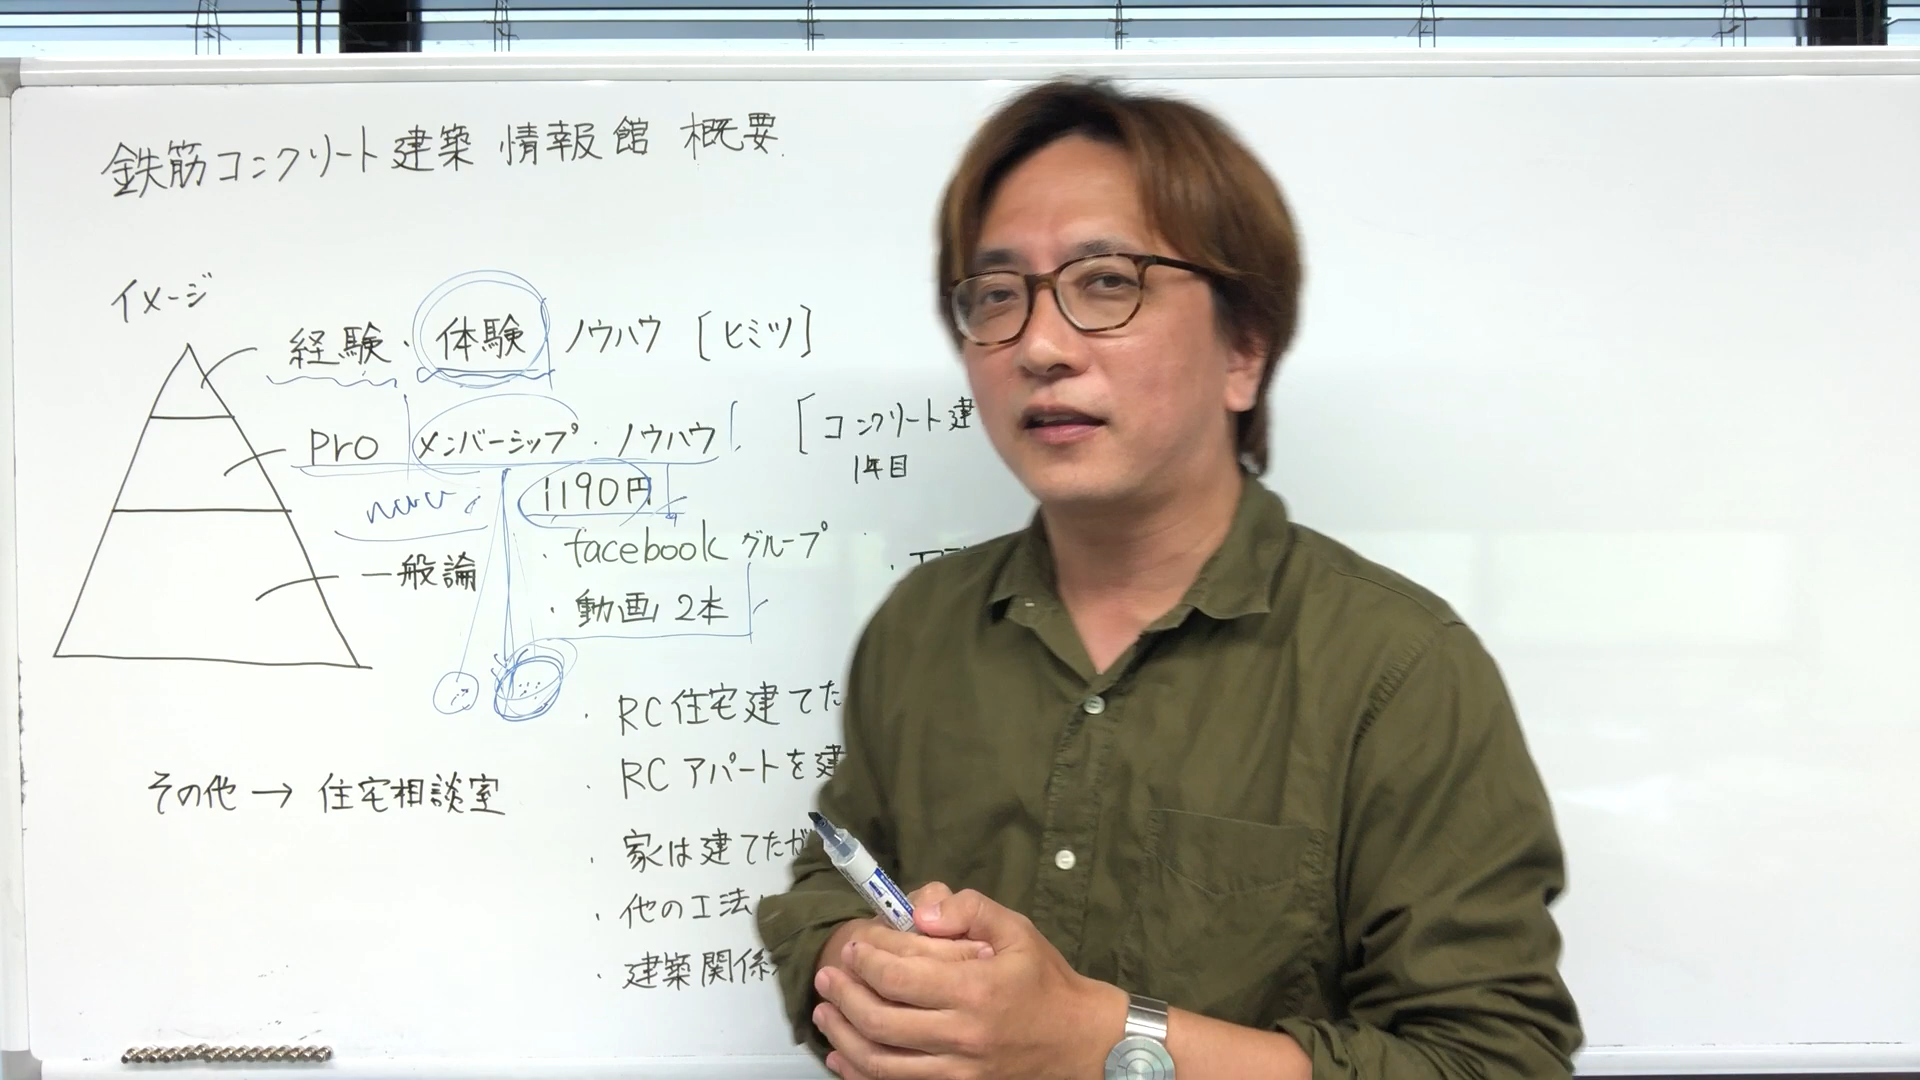 鉄筋コンクリート建築 情報館 概要
イメージ
経験・体験 ノウハウ [ヒミツ]
pro メンバーシップ・ノウハウ [コンクリート建
1年目
1190円
・facebook グループ
一般論
・動画 2本
・RC住宅建てた
・RCアパートを建
その他→住宅相談室
・家は建てたが
・他の工法
・建築関係